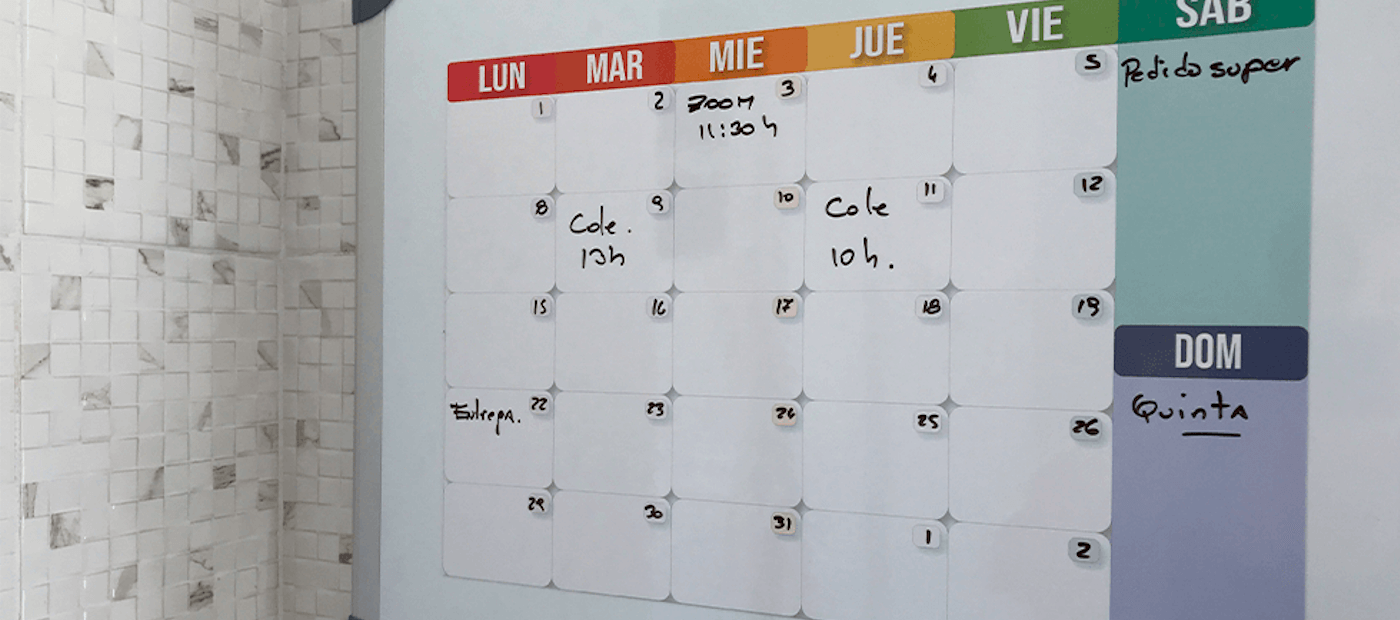 LUN MAR MIE JUE VIE SAB
1 2 3 4 5
ZOOM
11:30 h
Pedido super
8 9 10 11 12
Cole.
13h
Cole
10 h.
15 16 17 18 19
DOM
Quinta
22 23 24 25 26
Entrega.
29 30 31 1 2